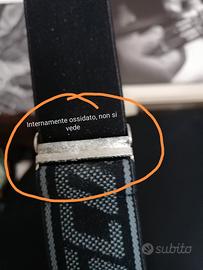 Internamente ossidato, non si
vede
subito